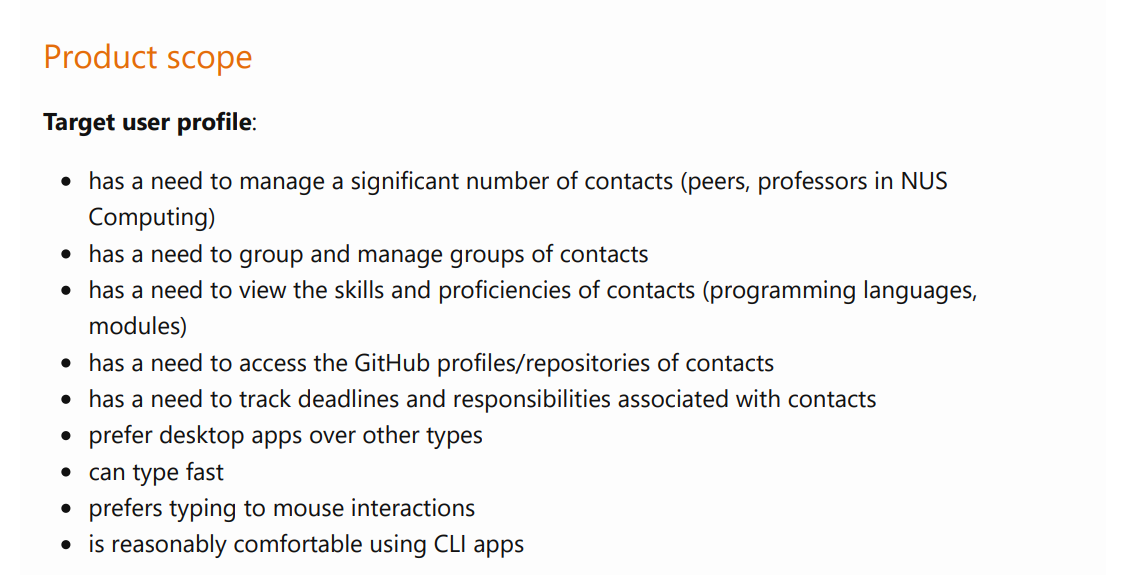 Product scope
Target user profile:
• has a need to manage a significant number of contacts (peers, professors in NUS
Computing)
• has a need to group and manage groups of contacts
• has a need to view the skills and proficiencies of contacts (programming languages,
modules)
• has a need to access the GitHub profiles/repositories of contacts
• has a need to track deadlines and responsibilities associated with contacts
• prefer desktop apps over other types
• can type fast
• prefers typing to mouse interactions
• is reasonably comfortable using CLI apps